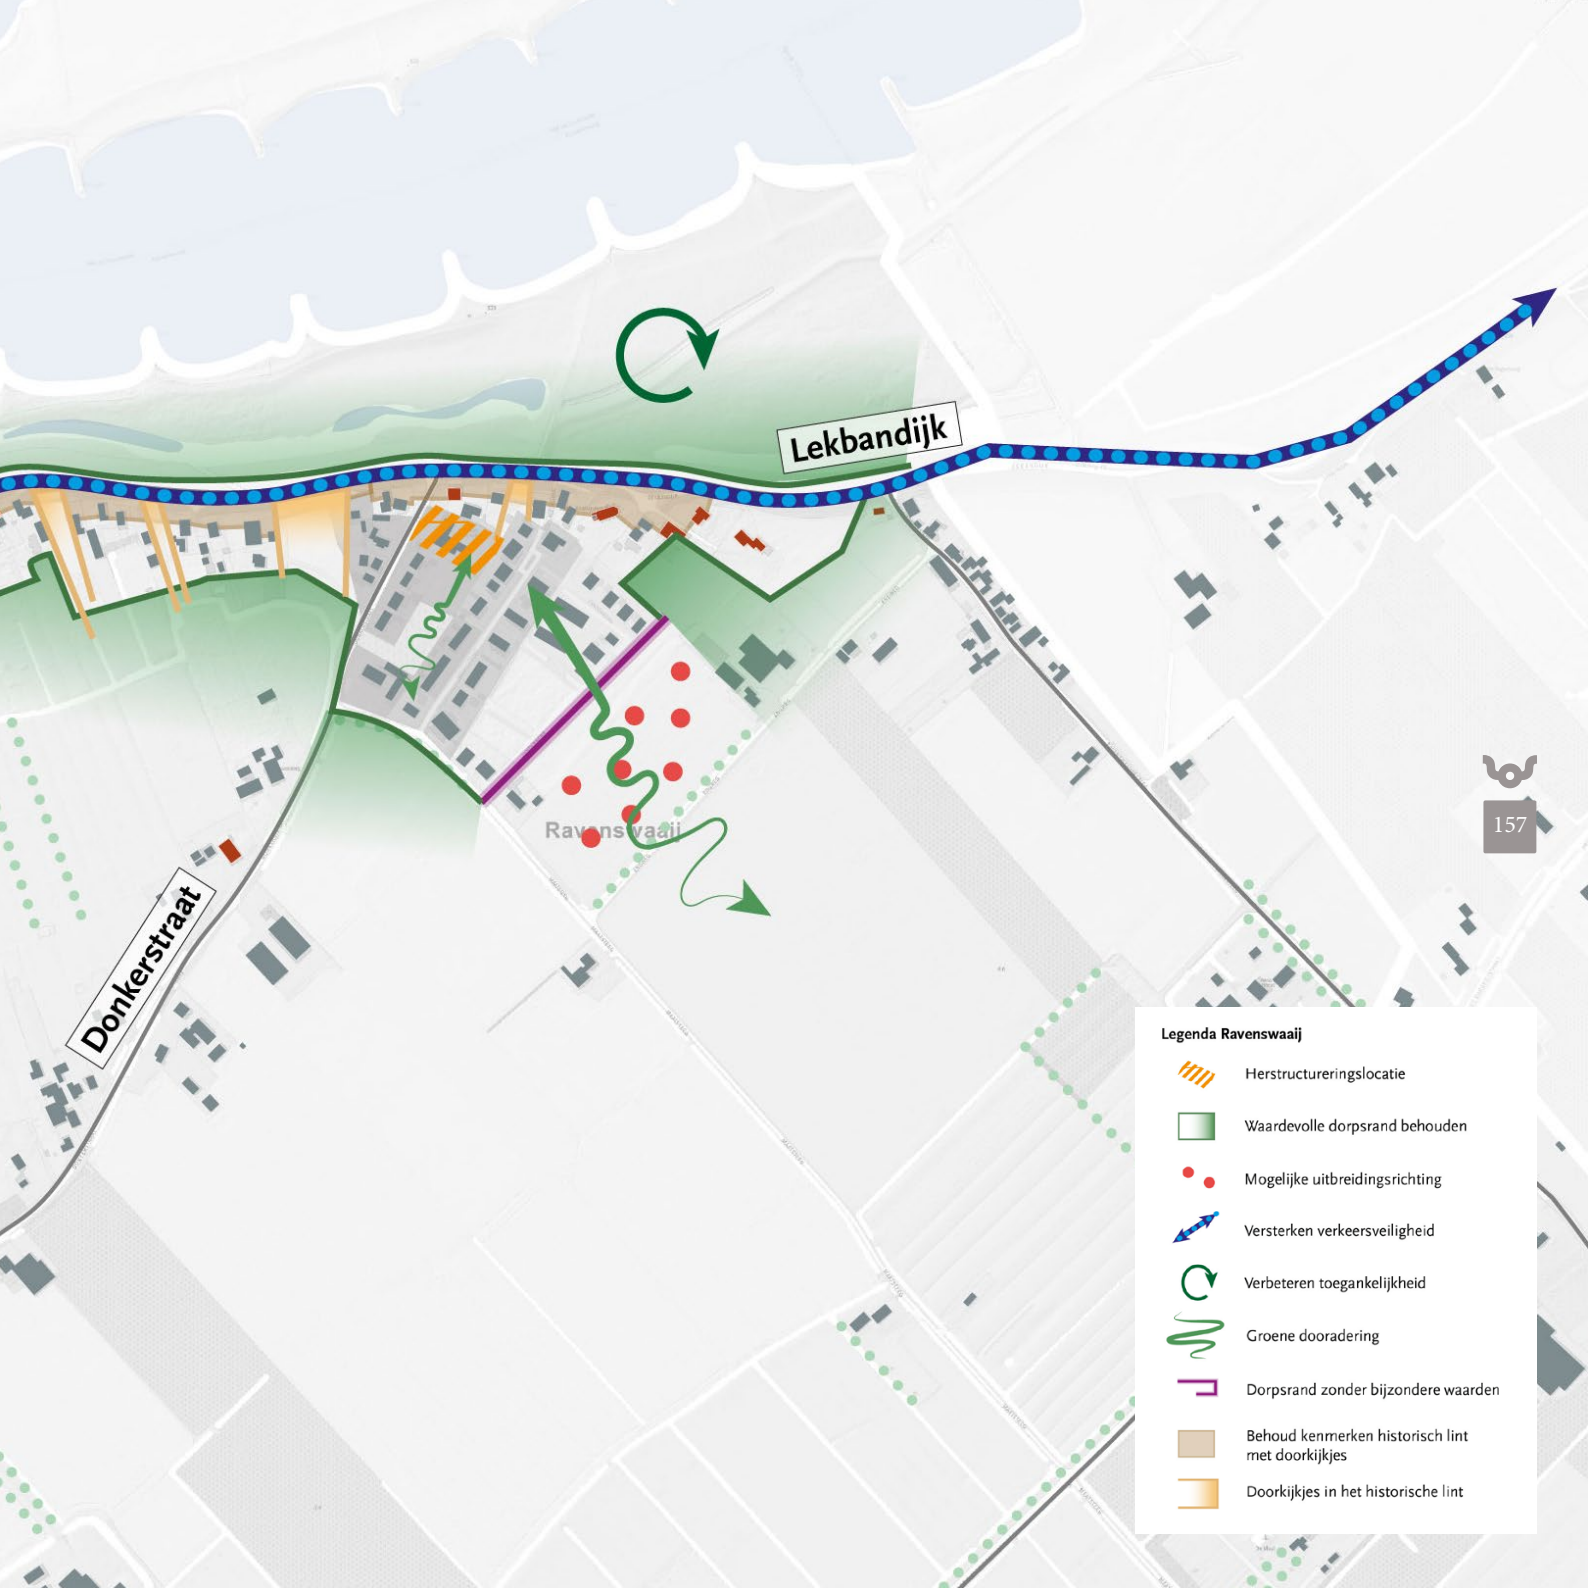 Lekbandijk
Ravenswaaij
157
Donkerstraat
Legenda Ravenswaaij
Herstructureringslocatie
Waardevolle dorpsrand behouden
Mogelijke uitbreidingsrichting
Versterken verkeersveiligheid
Verbeteren toegankelijkheid
Groene dooradering
Dorpsrand zonder bijzondere waarden
Behoud kenmerken historisch lint
met doorkijkjes
Doorkijkjes in het historische lint